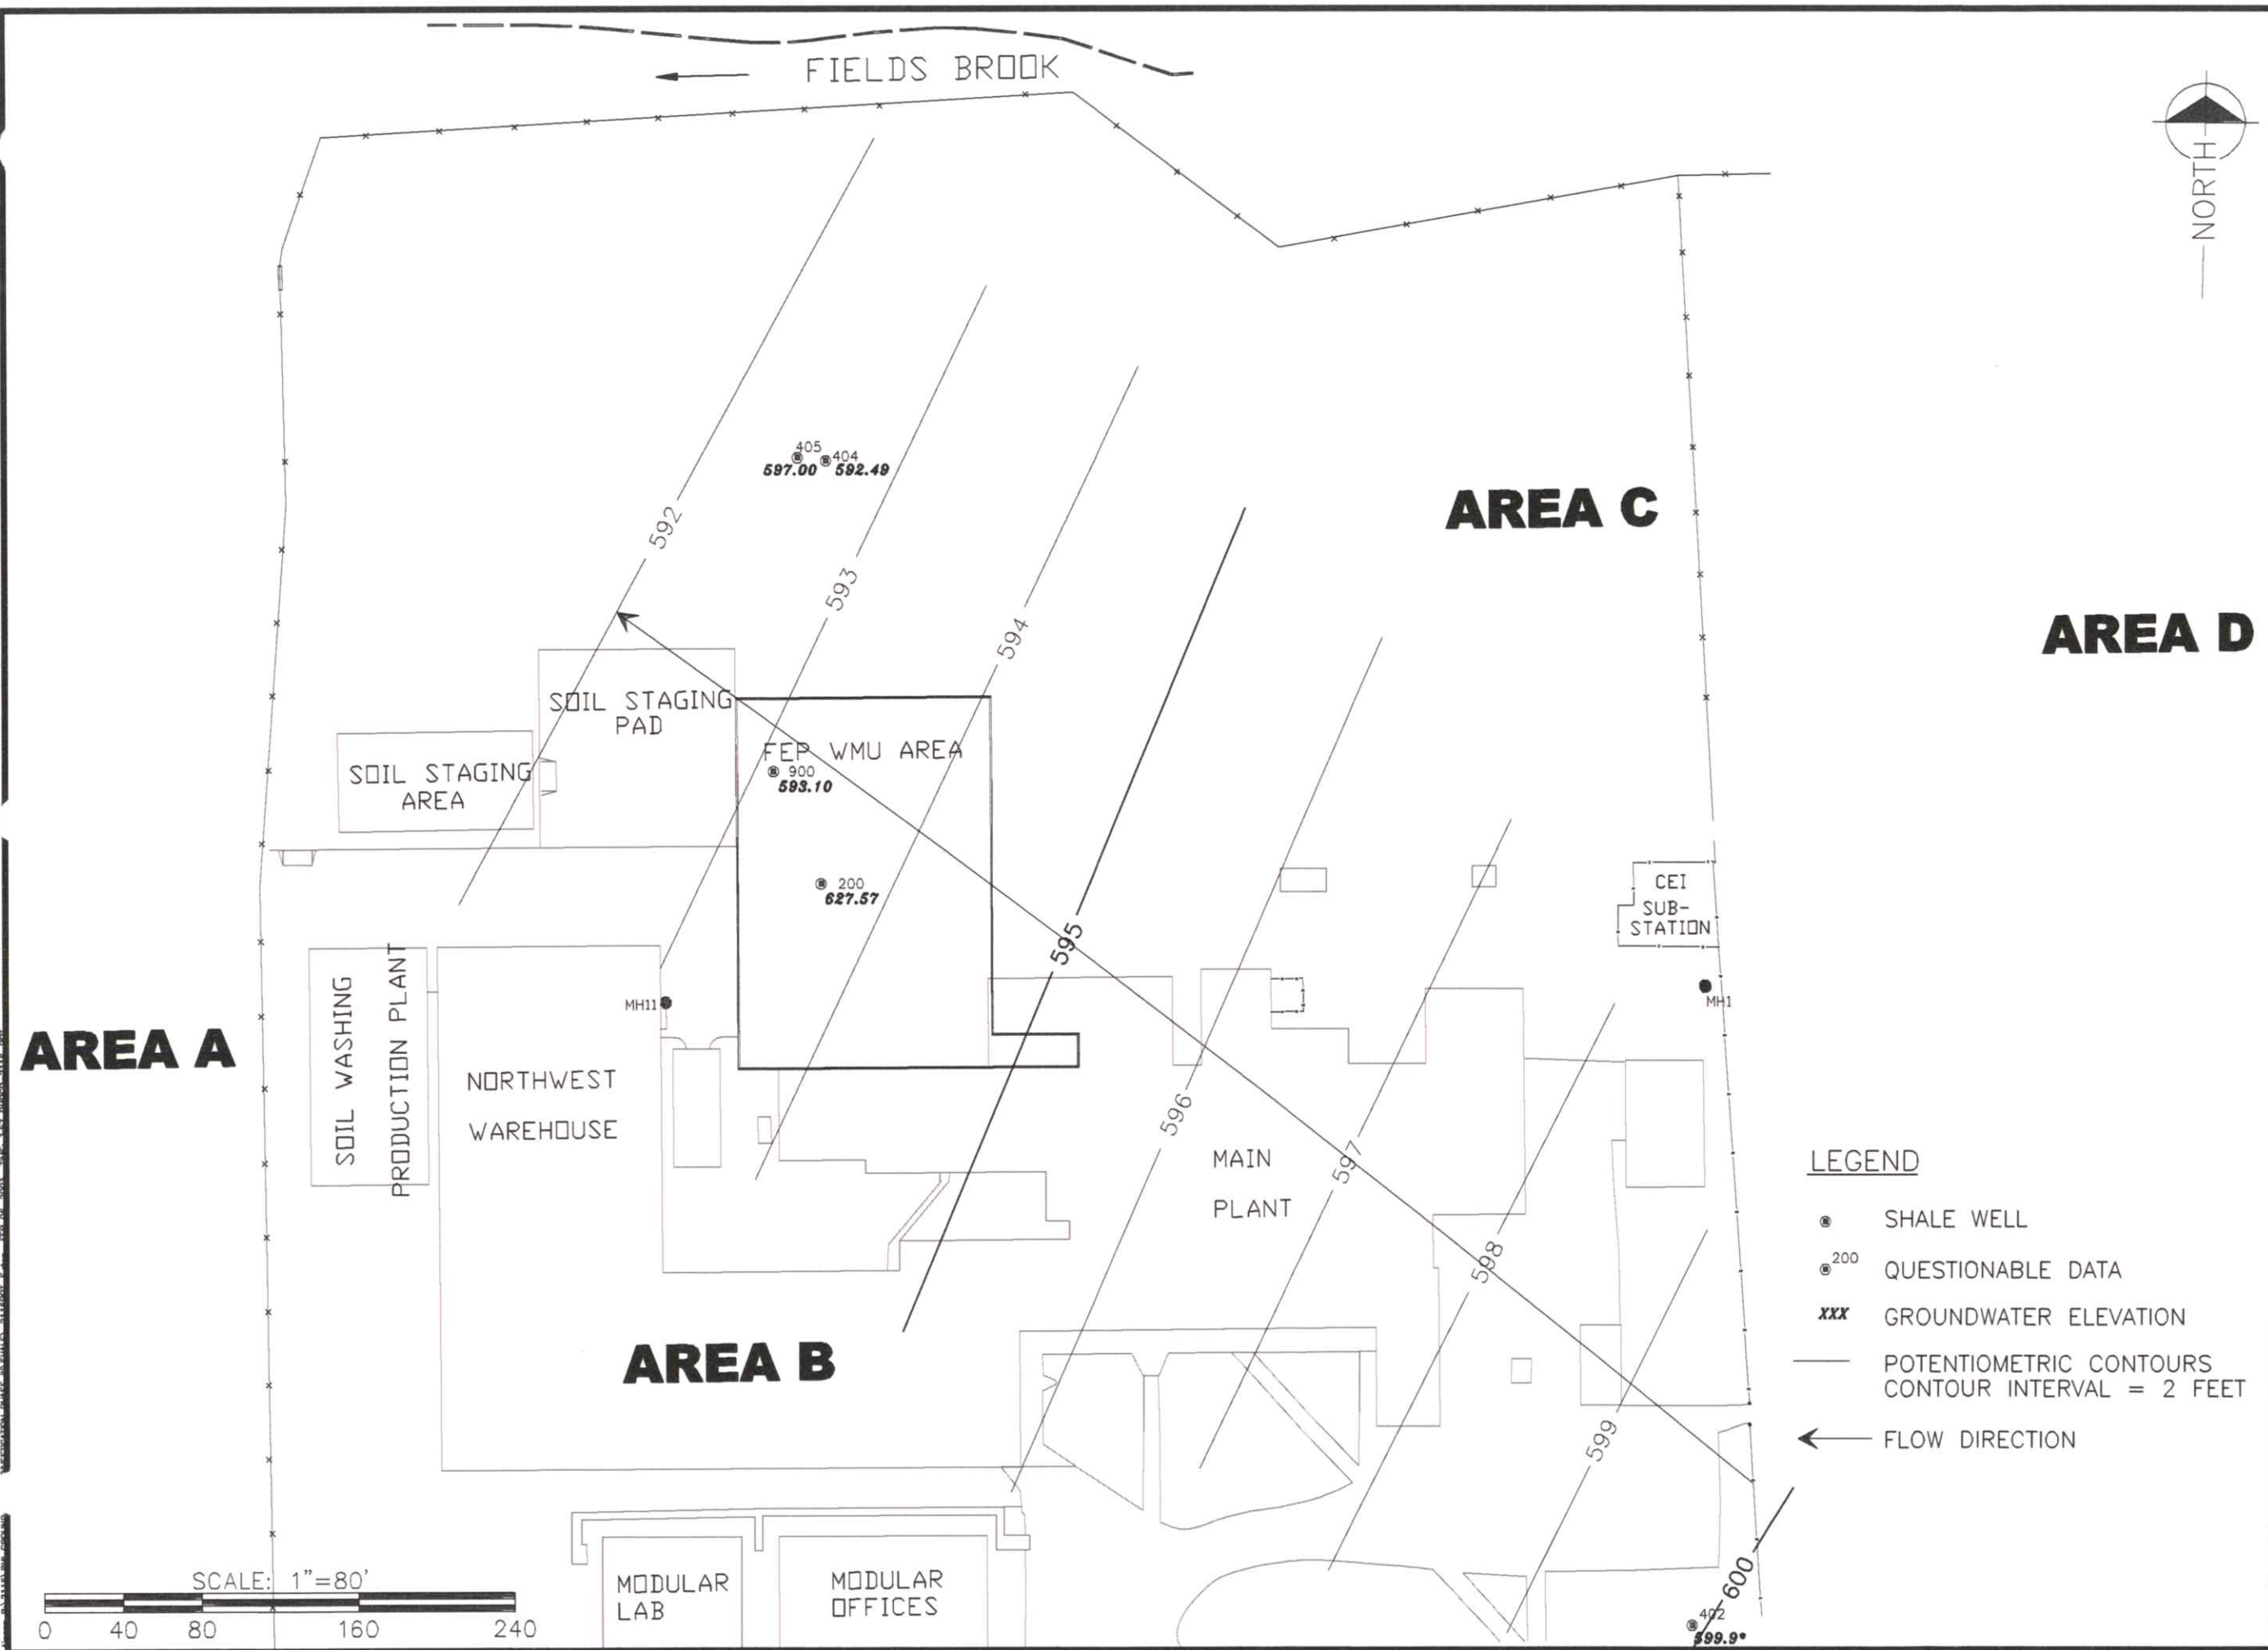 FIELDS BROOK
NORTH
405
404
597.00
592.49
592
593
594
AREA C
AREA D
SOIL STAGING
PAD
SOIL STAGING
AREA
FEP WMU AREA
900
593.10
200
627.57
595
CEI
SUB-
STATION
MH1
MH11
SOIL WASHING
PRODUCTION PLANT
AREA A
NORTHWEST
WAREHOUSE
596
597
598
599
600
MAIN
PLANT
AREA B
LEGEND
SHALE WELL
200
QUESTIONABLE DATA
XXX
GROUNDWATER ELEVATION
POTENTIOMETRIC CONTOURS
CONTOUR INTERVAL = 2 FEET
FLOW DIRECTION
SCALE: 1"=80'
0 40 80 160 240
MODULAR
LAB
MODULAR
OFFICES
402
599.9*